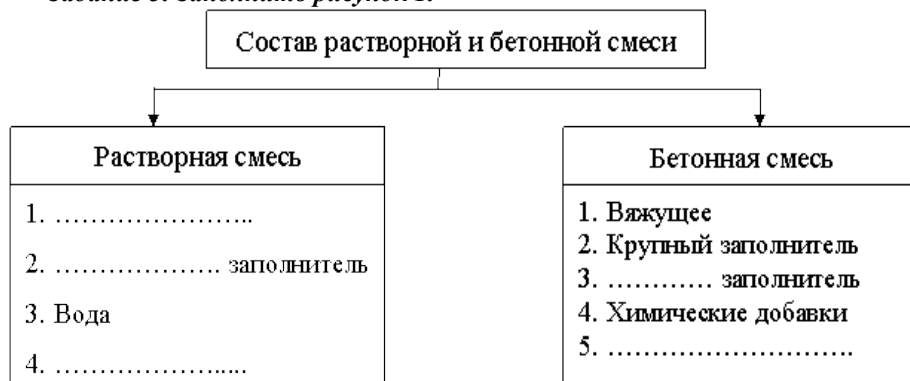 Задание 3. Заполните рисунок 1.
Состав растворной и бетонной смеси
Растворная смесь
1. …………………..
2. ………………… заполнитель
3. Вода
4. ……………….....
Бетонная смесь
1. Вяжущее
2. Крупный заполнитель
3. ………… заполнитель
4. Химические добавки
5. ……………………….